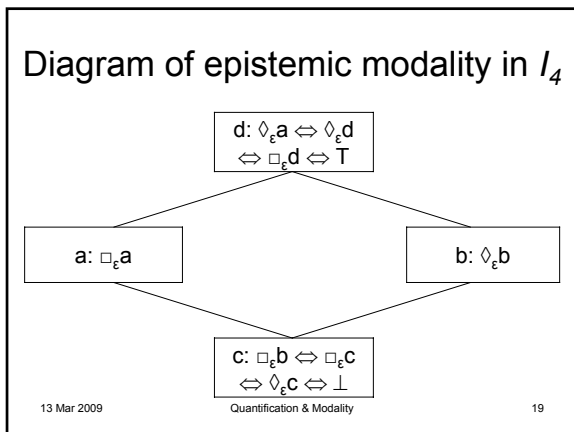 Diagram of epistemic modality in I₄
d: ◊εa ⇔ ◊εd
⇔ □εd ⇔ T
a: □εa
b: ◊εb
c: □εb ⇔ □εc
⇔ ◊εc ⇔ ⊥
13 Mar 2009
Quantification & Modality
19